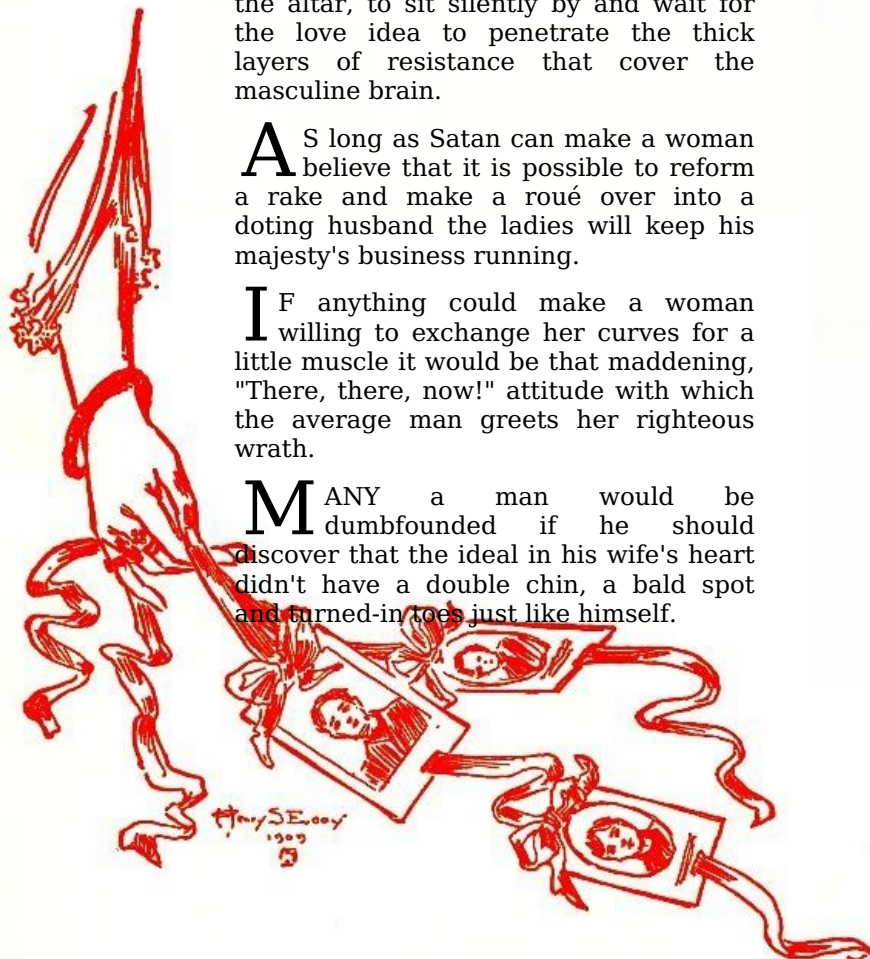 the altar, to sit silently by and wait for
the love idea to penetrate the thick
layers of resistance that cover the
masculine brain.
AS long as Satan can make a woman
believe that it is possible to reform
a rake and make a roué over into a
doting husband the ladies will keep his
majesty's business running.
IF anything could make a woman
willing to exchange her curves for a
little muscle it would be that maddening,
"There, there, now!" attitude with which
the average man greets her righteous
wrath.
MANY a man would be
dumbfounded if he should
discover that the ideal in his wife's heart
didn't have a double chin, a bald spot
and turned-in toes just like himself.
Henry S. Eddy
1909